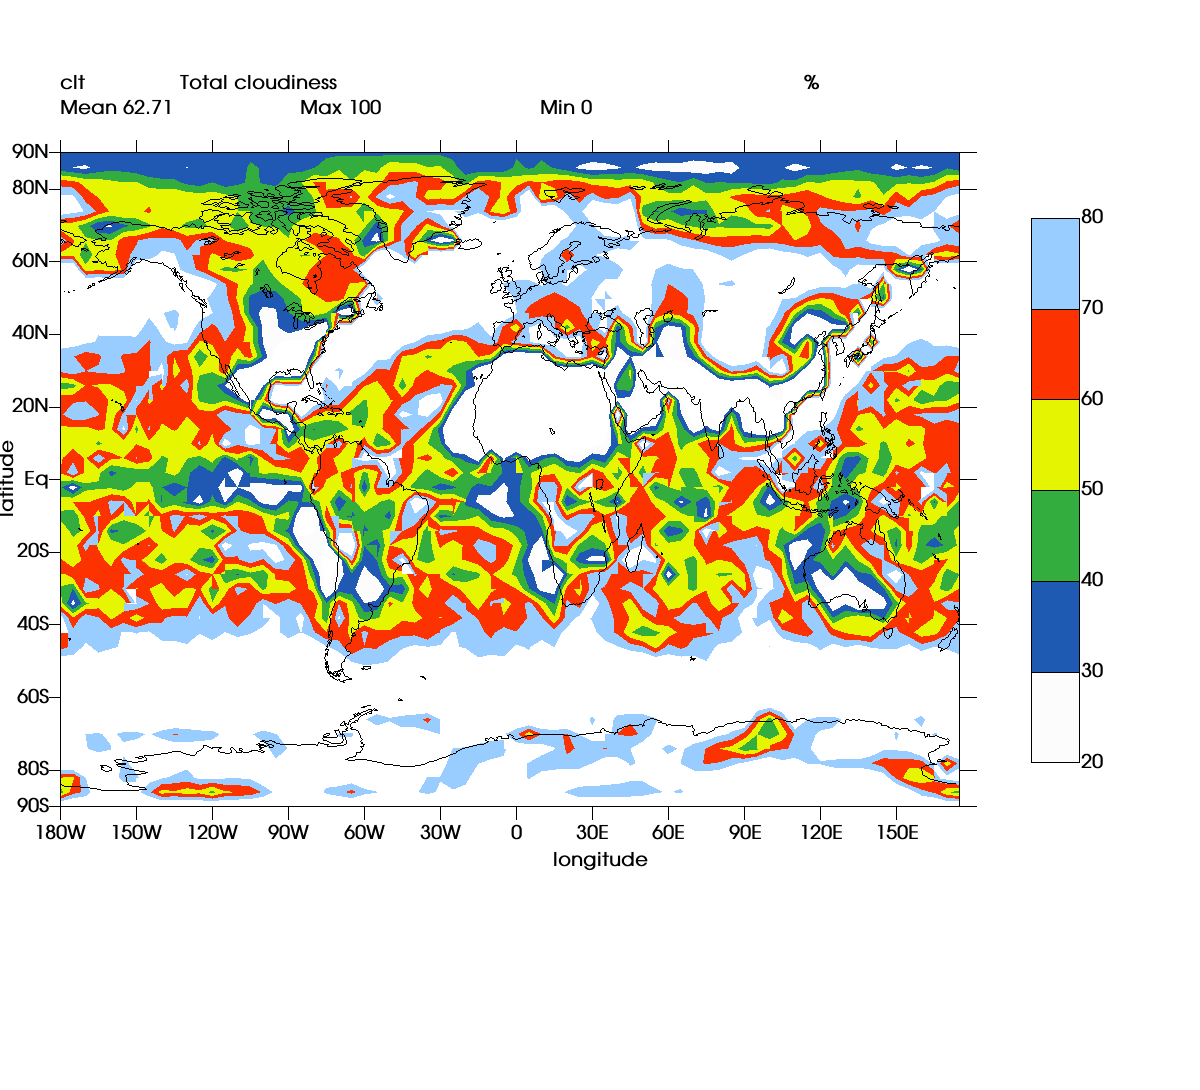 clt Total cloudiness %
Mean 62.71 Max 100 Min 0
90N
80N
60N
40N
20N
Eq
20S
40S
60S
80S
90S
latitude
180W 150W 120W 90W 60W 30W 0 30E 60E 90E 120E 150E
longitude
80
70
60
50
40
30
20